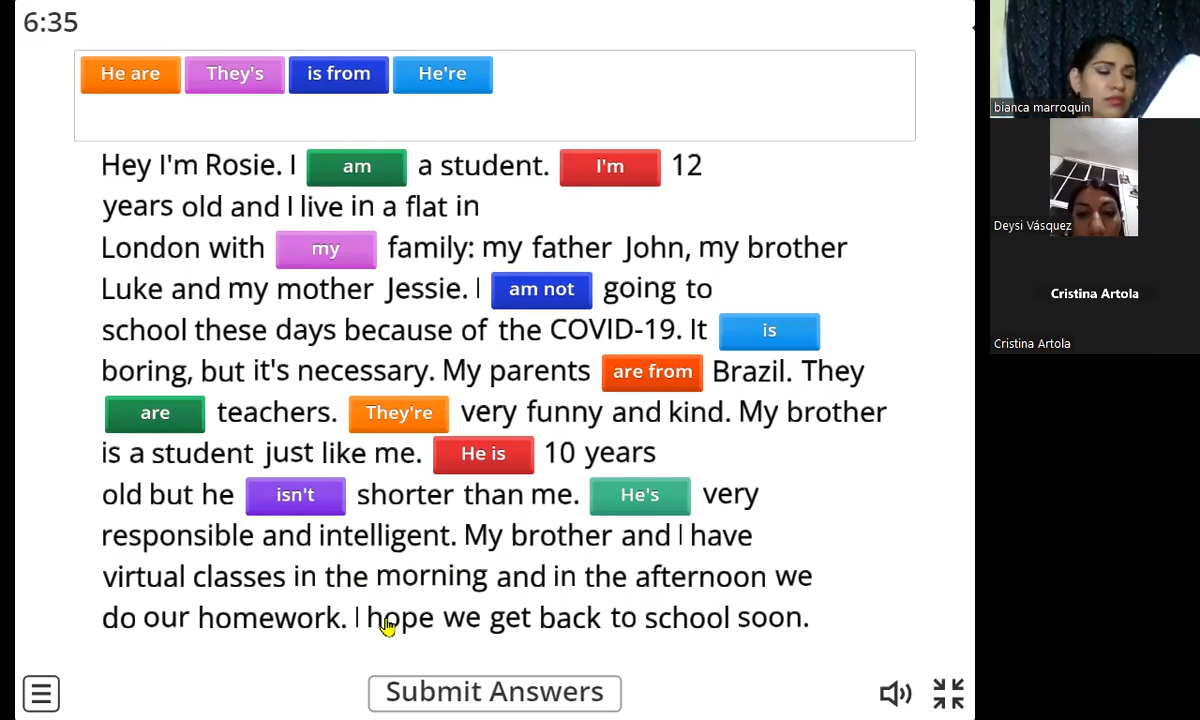 6:35
He are They's is from He're
Hey I'm Rosie. I am a student. I'm 12
years old and I live in a flat in
London with my family: my father John, my brother
Luke and my mother Jessie. I am not going to
school these days because of the COVID-19. It is
boring, but it's necessary. My parents are from Brazil. They
are teachers. They're very funny and kind. My brother
is a student just like me. He is 10 years
old but he isn't shorter than me. He's very
responsible and intelligent. My brother and I have
virtual classes in the morning and in the afternoon we
do our homework. I hope we get back to school soon.
Submit Answers
bianca marroquin
Deysi Vásquez
Cristina Artola
Cristina Artola